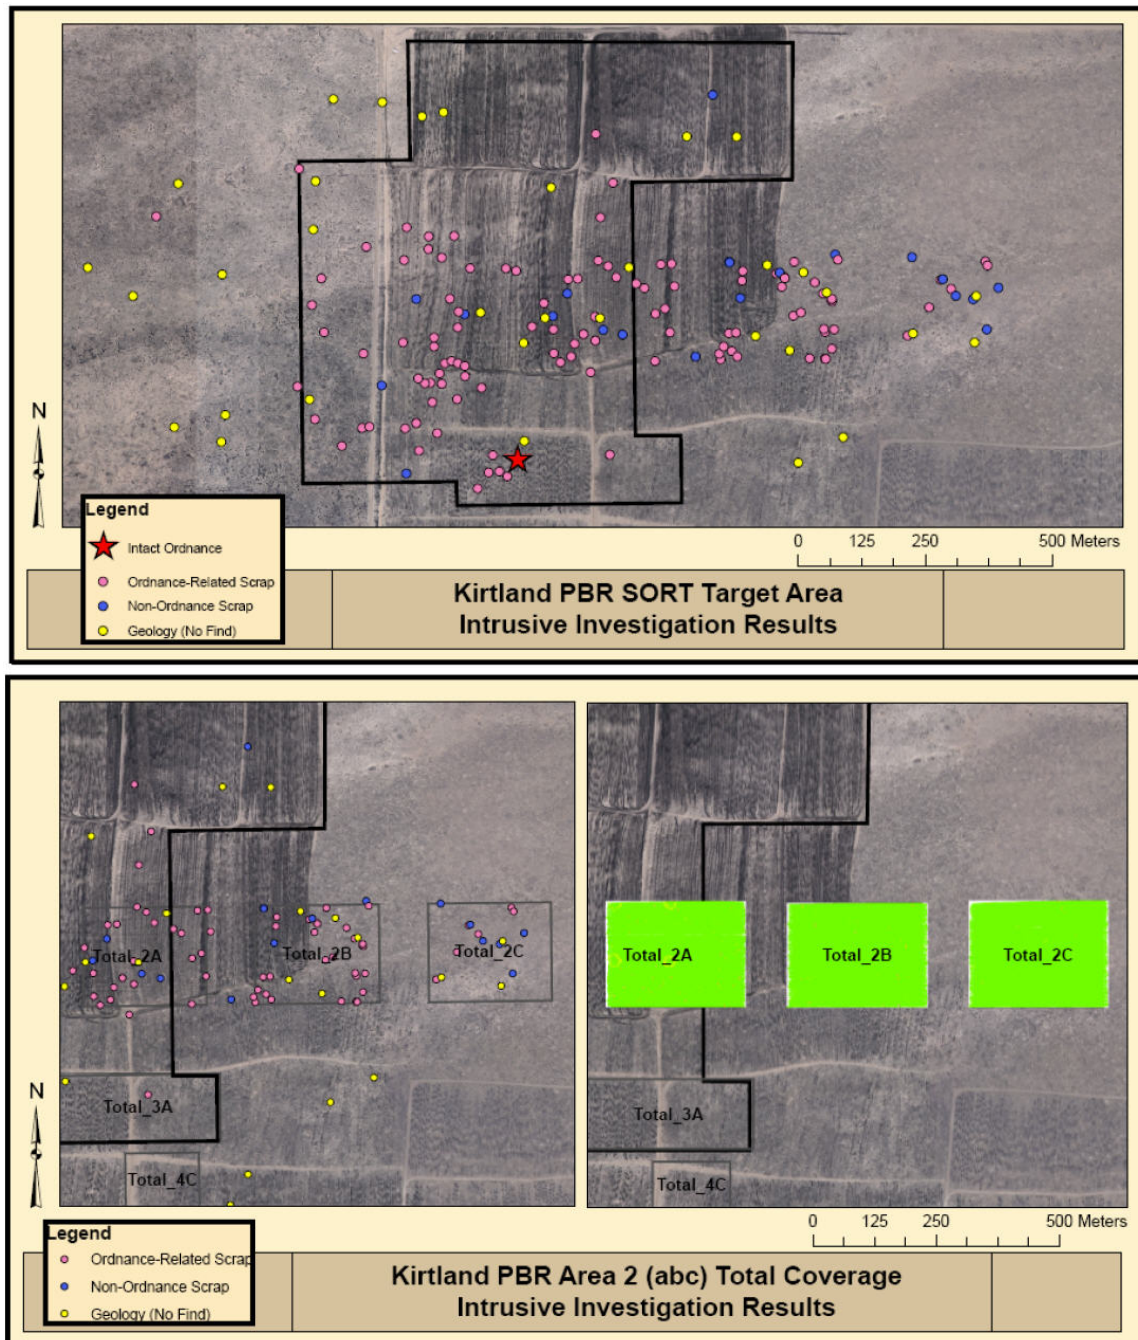 N
Legend
Intact Ordnance
Ordnance-Related Scrap
Non-Ordnance Scrap
Geology (No Find)
0 125 250 500 Meters
Kirtland PBR SORT Target Area
Intrusive Investigation Results
Total_2A
Total_2B
Total_2C
Total_3A
Total_4C
Total_2A
Total_2B
Total_2C
Total_3A
Total_4C
N
Legend
Ordnance-Related Scrap
Non-Ordnance Scrap
Geology (No Find)
0 125 250 500 Meters
Kirtland PBR Area 2 (abc) Total Coverage
Intrusive Investigation Results